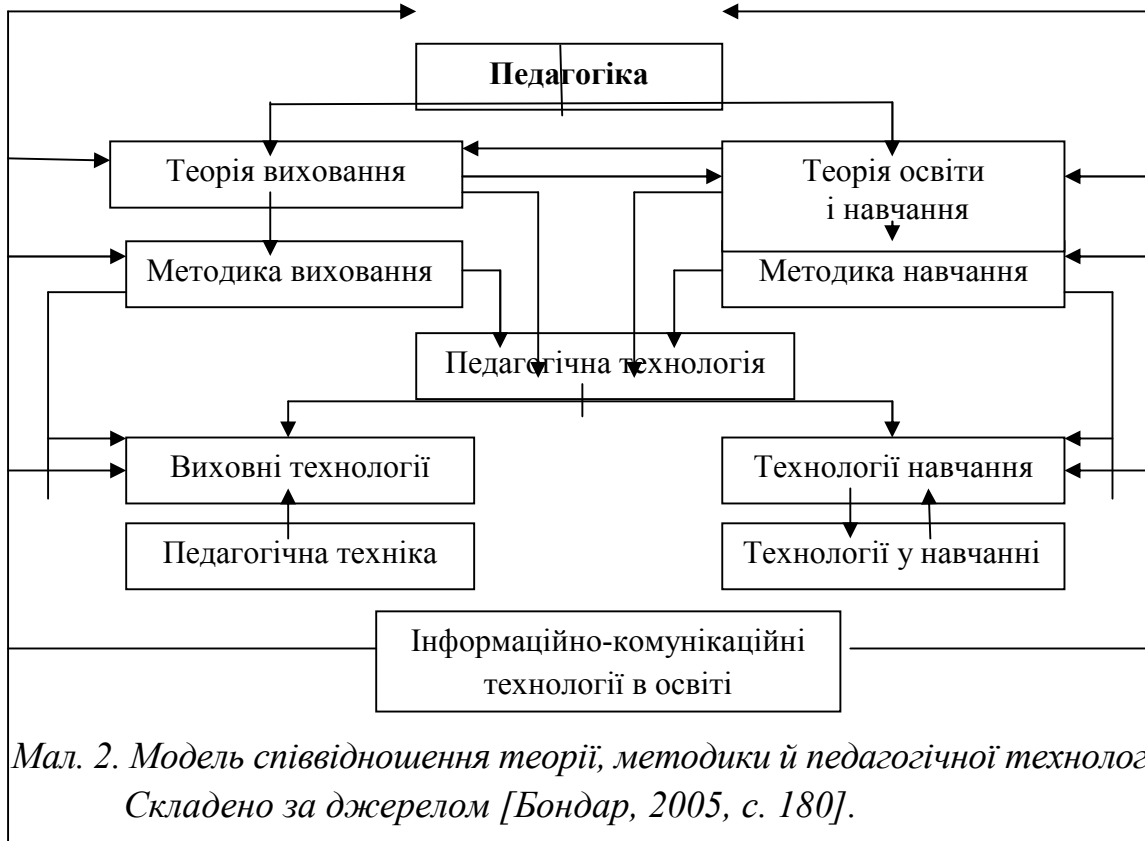 Педагогіка
Теорія виховання
Теорія освіти
і навчання
Методика виховання
Методика навчання
Педагогічна технологія
Виховні технології
Технології навчання
Педагогічна техніка
Технології у навчанні
Інформаційно-комунікаційні
технології в освіті
Мал. 2. Модель співвідношення теорії, методики й педагогічної технолог
Складено за джерелом [Бондар, 2005, с. 180].